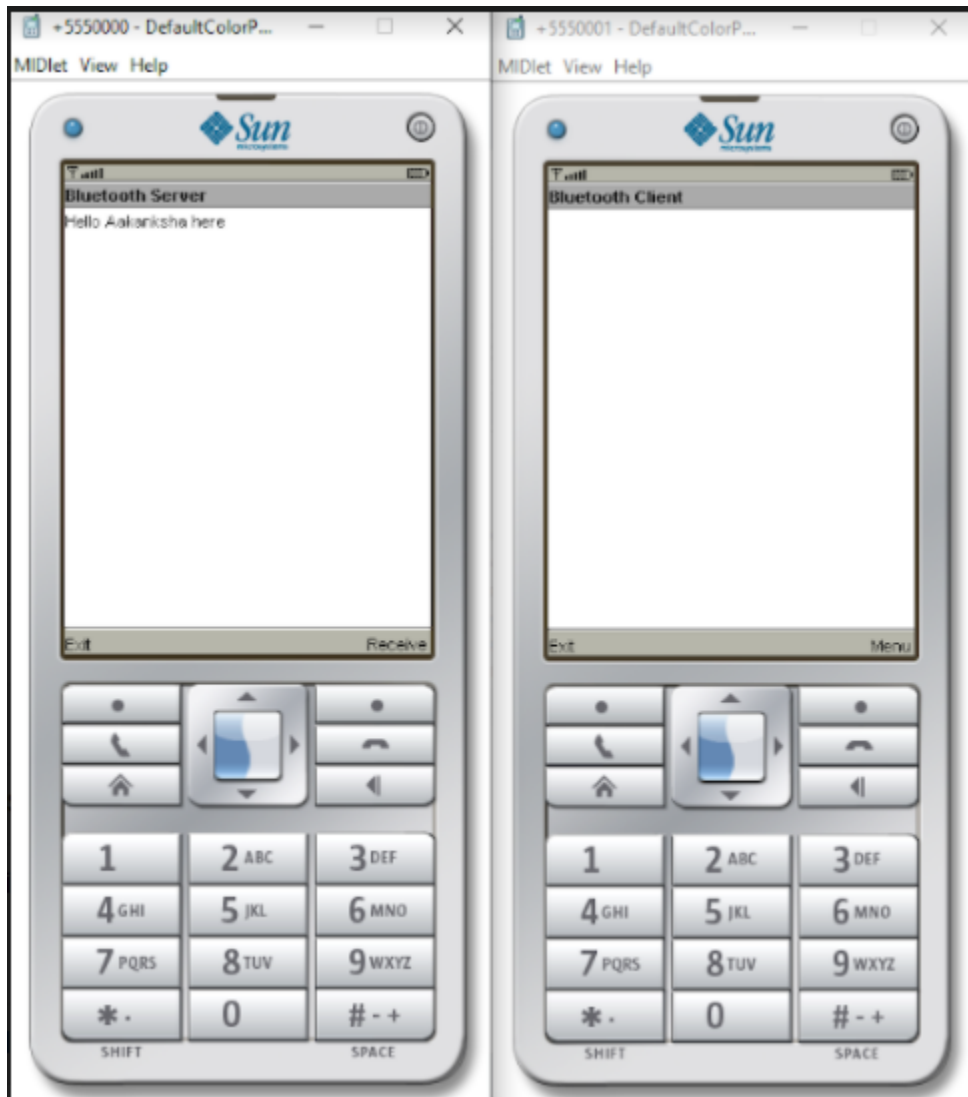 +5550000 - DefaultColorP...
MIDlet View Help
Sun
microsystems
Bluetooth Server
Hello Aakanksha here
Exit
Receive
1
2 ABC
3 DEF
4 GHI
5 JKL
6 MNO
7 PQRS
8 TUV
9 WXYZ
* .
0
# - +
SHIFT
SPACE
+5550001 - DefaultColorP...
MIDlet View Help
Sun
microsystems
Bluetooth Client
Exit
Menu
1
2 ABC
3 DEF
4 GHI
5 JKL
6 MNO
7 PQRS
8 TUV
9 WXYZ
* .
0
# - +
SHIFT
SPACE